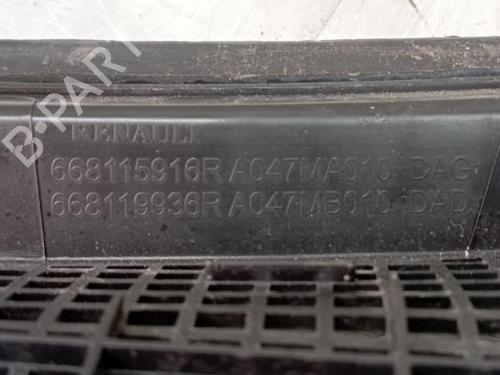 B-PARTS
RENAULT
668115916R A047MA010 DAG
668119936R A047MB010 DAD